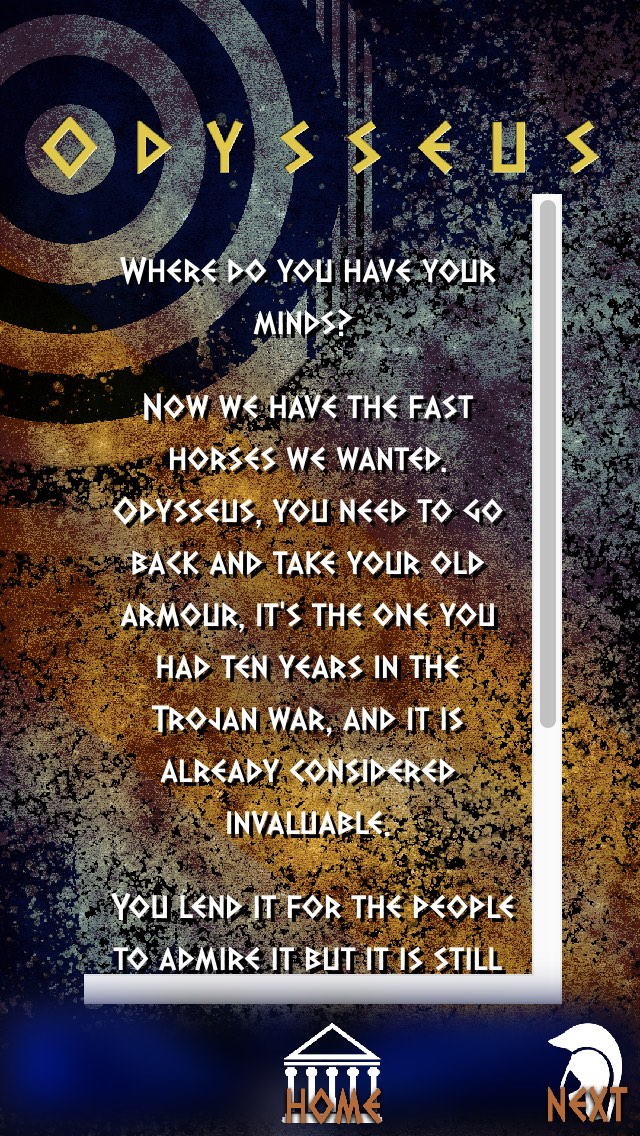 ODYSSEUS
WHERE DO YOU HAVE YOUR
MINDS?
NOW WE HAVE THE FAST
HORSES WE WANTED.
ODYSSEUS, YOU NEED TO GO
BACK AND TAKE YOUR OLD
ARMOUR, IT'S THE ONE YOU
HAD TEN YEARS IN THE
TROJAN WAR, AND IT IS
ALREADY CONSIDERED
INVALUABLE.
YOU LEND IT FOR THE PEOPLE
TO ADMIRE IT BUT IT IS STILL
HOME
NEXT